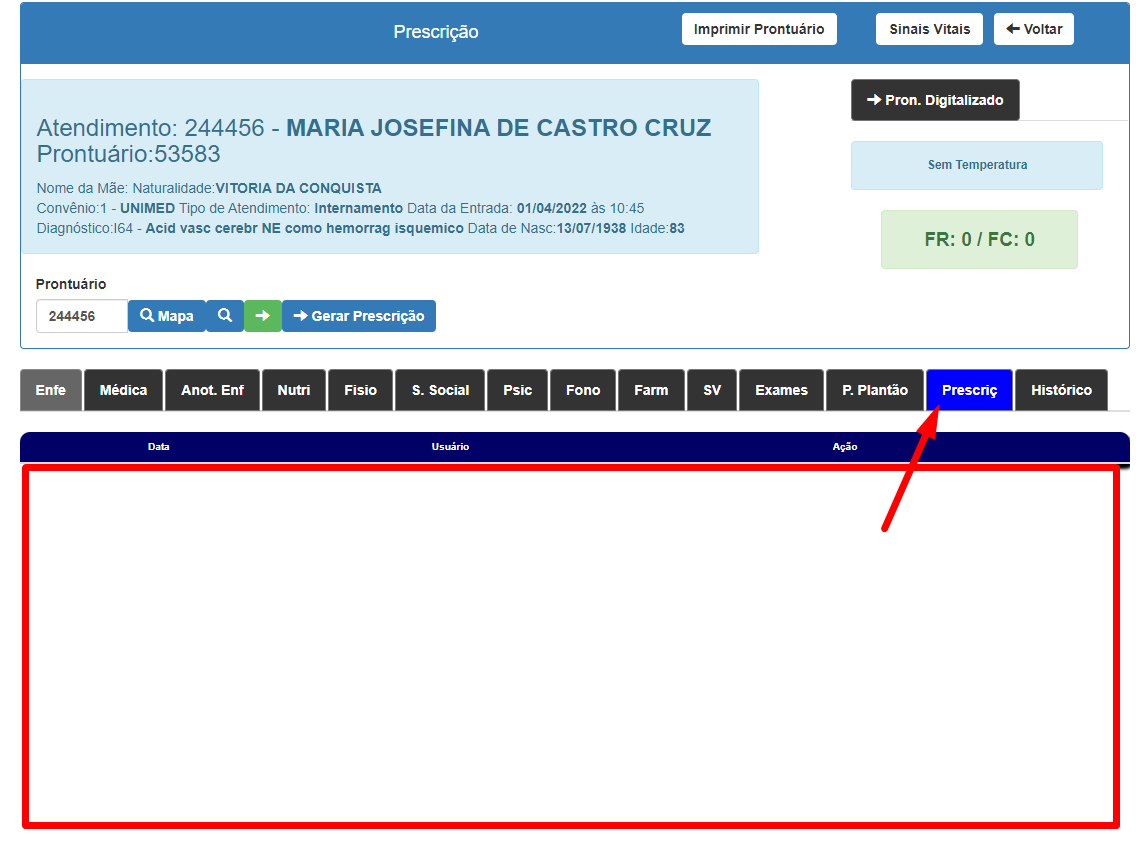 Prescrição
Imprimir Prontuário
Sinais Vitais
Voltar
Atendimento: 244456 - MARIA JOSEFINA DE CASTRO CRUZ
Prontuário:53583
Nome da Mãe: Naturalidade:VITORIA DA CONQUISTA
Convênio:1 - UNIMED Tipo de Atendimento: Internamento Data da Entrada: 01/04/2022 às 10:45
Diagnóstico:I64 - Acid vasc cerebr NE como hemorrag isquemico Data de Nasc:13/07/1938 Idade:83
Pron. Digitalizado
Sem Temperatura
FR: 0 / FC: 0
Prontuário
244456
Mapa
Gerar Prescrição
Enfe
Médica
Anot. Enf
Nutri
Fisio
S. Social
Psic
Fono
Farm
SV
Exames
P. Plantão
Prescriç
Histórico
Data
Usuário
Ação